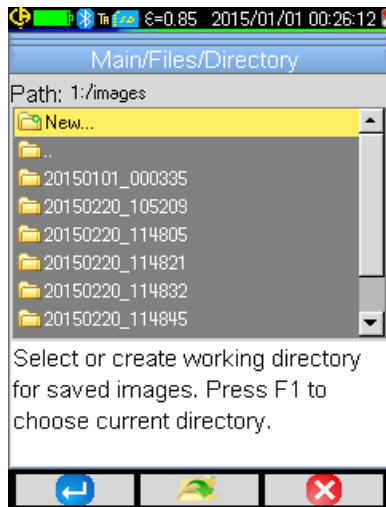 ε=0.85 2015/01/01 00:26:12
Main/Files/Directory
Path: 1:/images
New...
..
20150101_000335
20150220_105209
20150220_114805
20150220_114821
20150220_114832
20150220_114845
Select or create working directory
for saved images. Press F1 to
choose current directory.